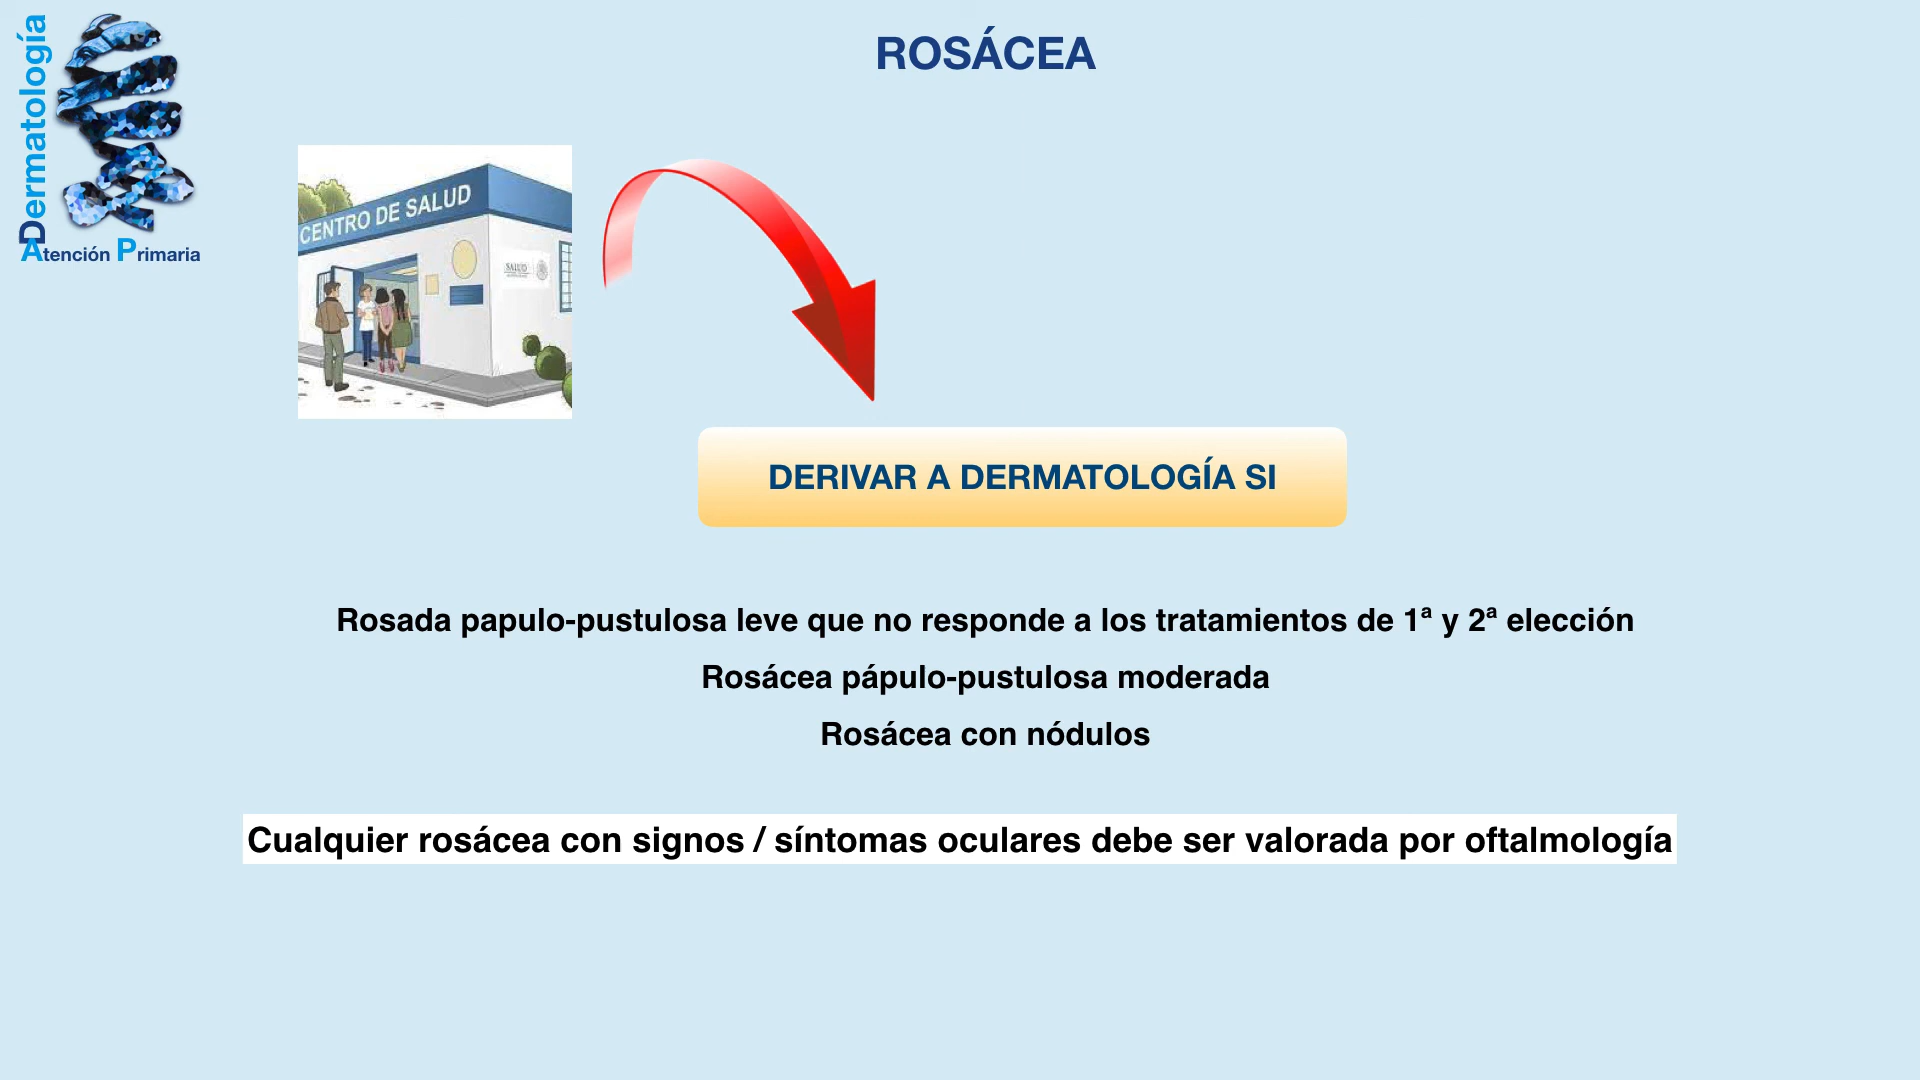 Dermatología
Atención Primaria
ROSÁCEA
CENTRO DE SALUD
SALUD
DERIVAR A DERMATOLOGÍA SI
Rosada papulo-pustulosa leve que no responde a los tratamientos de 1ª y 2ª elección
Rosácea pápulo-pustulosa moderada
Rosácea con nódulos
Cualquier rosácea con signos / síntomas oculares debe ser valorada por oftalmología